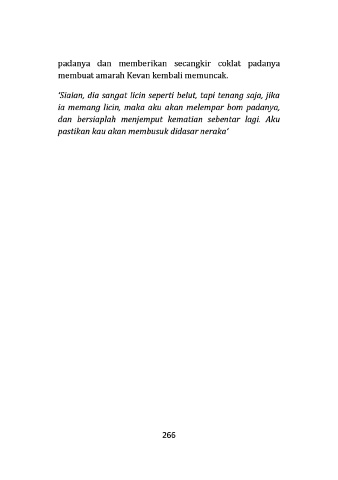 padanya dan memberikan secangkir coklat padanya
membuat amarah Kevan kembali memuncak.
'Sialan, dia sangat licin seperti belut, tapi tenang saja, jika
ia memang licin, maka aku akan melempar bom padanya,
dan bersiaplah menjemput kematian sebentar lagi. Aku
pastikan kau akan membusuk didasar neraka'
266